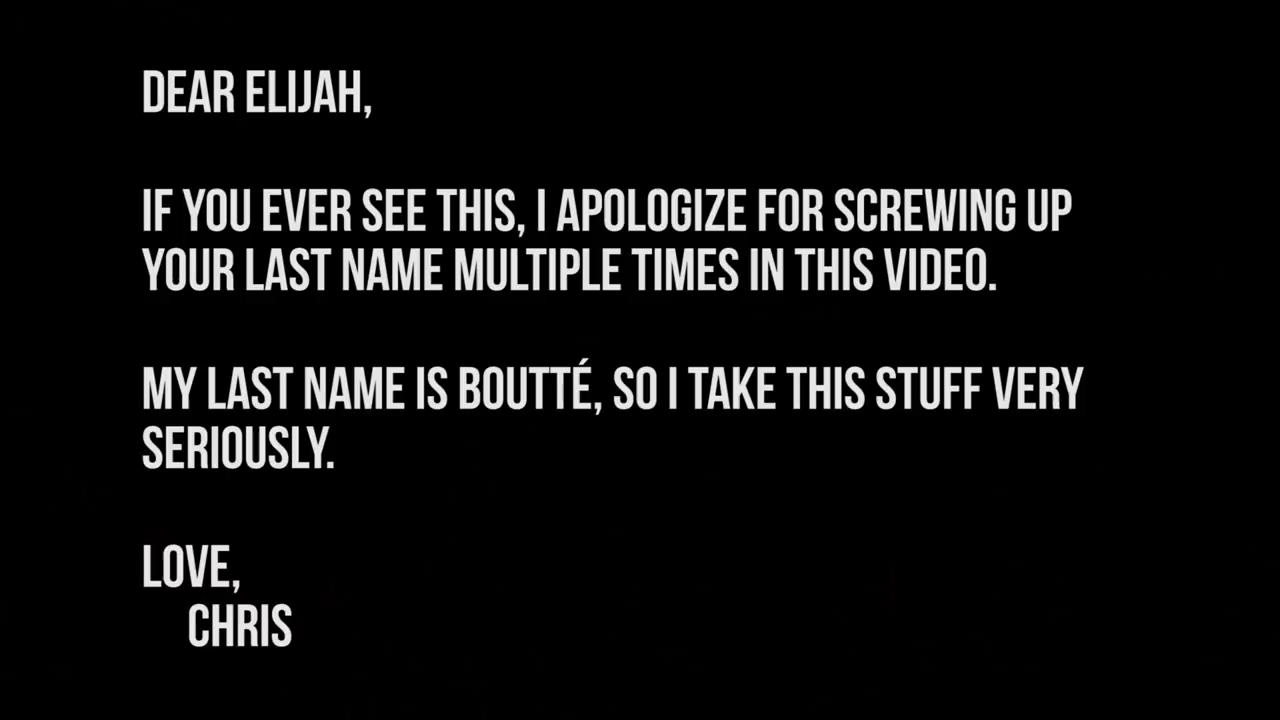 DEAR ELIJAH,
IF YOU EVER SEE THIS, I APOLOGIZE FOR SCREWING UP
YOUR LAST NAME MULTIPLE TIMES IN THIS VIDEO.
MY LAST NAME IS BOUTTÉ, SO I TAKE THIS STUFF VERY
SERIOUSLY.
LOVE,
CHRIS